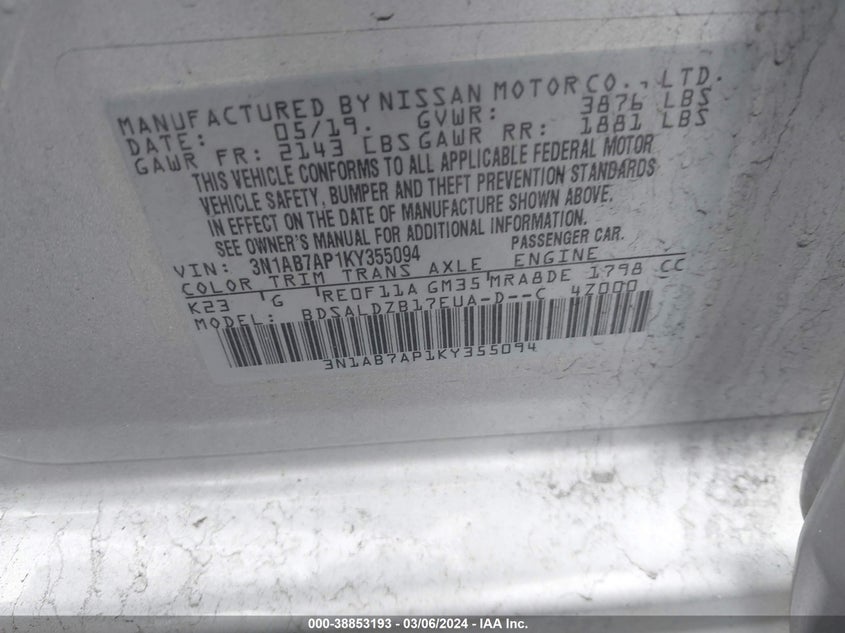 MANUFACTURED BY NISSAN MOTOR CO., LTD.
DATE: 05/19. GVWR: 3876 LBS
GAWR FR: 2143 LBS GAWR RR: 1881 LBS
THIS VEHICLE CONFORMS TO ALL APPLICABLE FEDERAL MOTOR
VEHICLE SAFETY, BUMPER AND THEFT PREVENTION STANDARDS
IN EFFECT ON THE DATE OF MANUFACTURE SHOWN ABOVE.
SEE OWNER'S MANUAL FOR ADDITIONAL INFORMATION.
VIN: 3N1AB7AP1KY355094 PASSENGER CAR.
COLOR TRIM TRANS AXLE ENGINE
K23 G RE0F11A GM35 MRA8DE 1798 CC
MODEL: BDSALDZB17EUA-D--C 4Z000
3N1AB7AP1KY355094
000-38853193 - 03/06/2024 - IAA Inc.